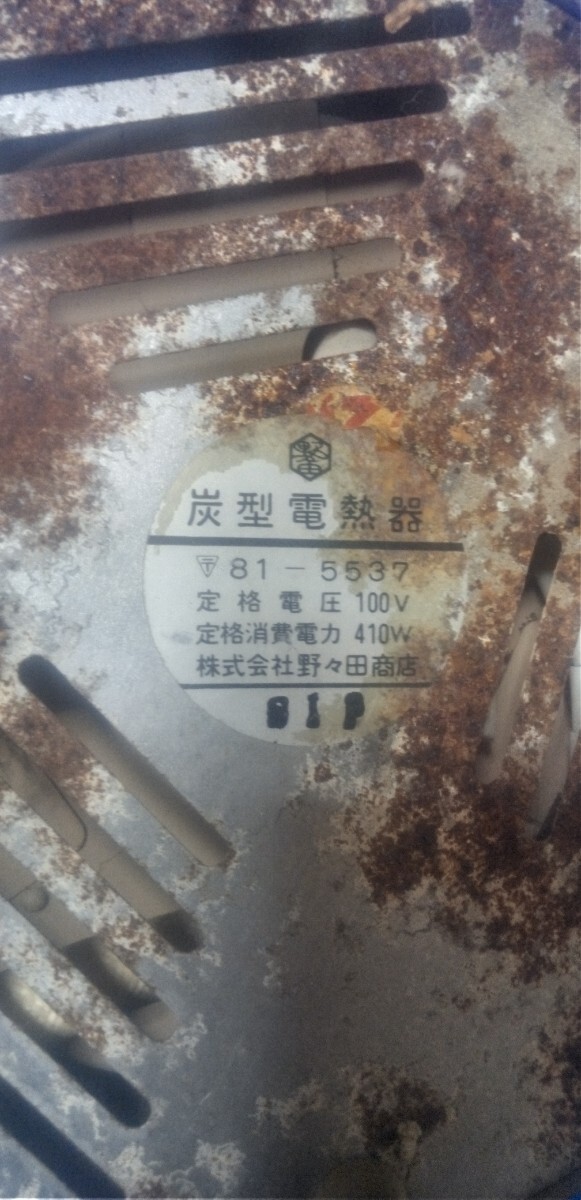 炭型電熱器
〒81-5537
定格電圧 100V
定格消費電力 410W
株式会社野々田商店